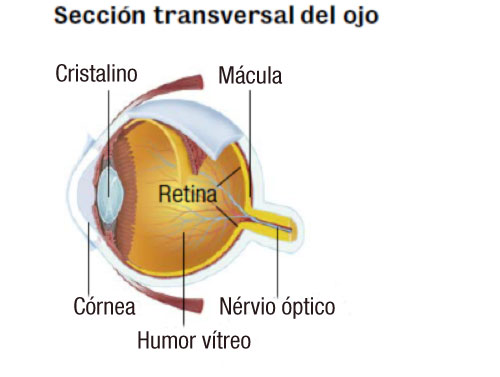 Sección transversal del ojo
Cristalino
Mácula
Retina
Córnea
Nérvio óptico
Humor vítreo